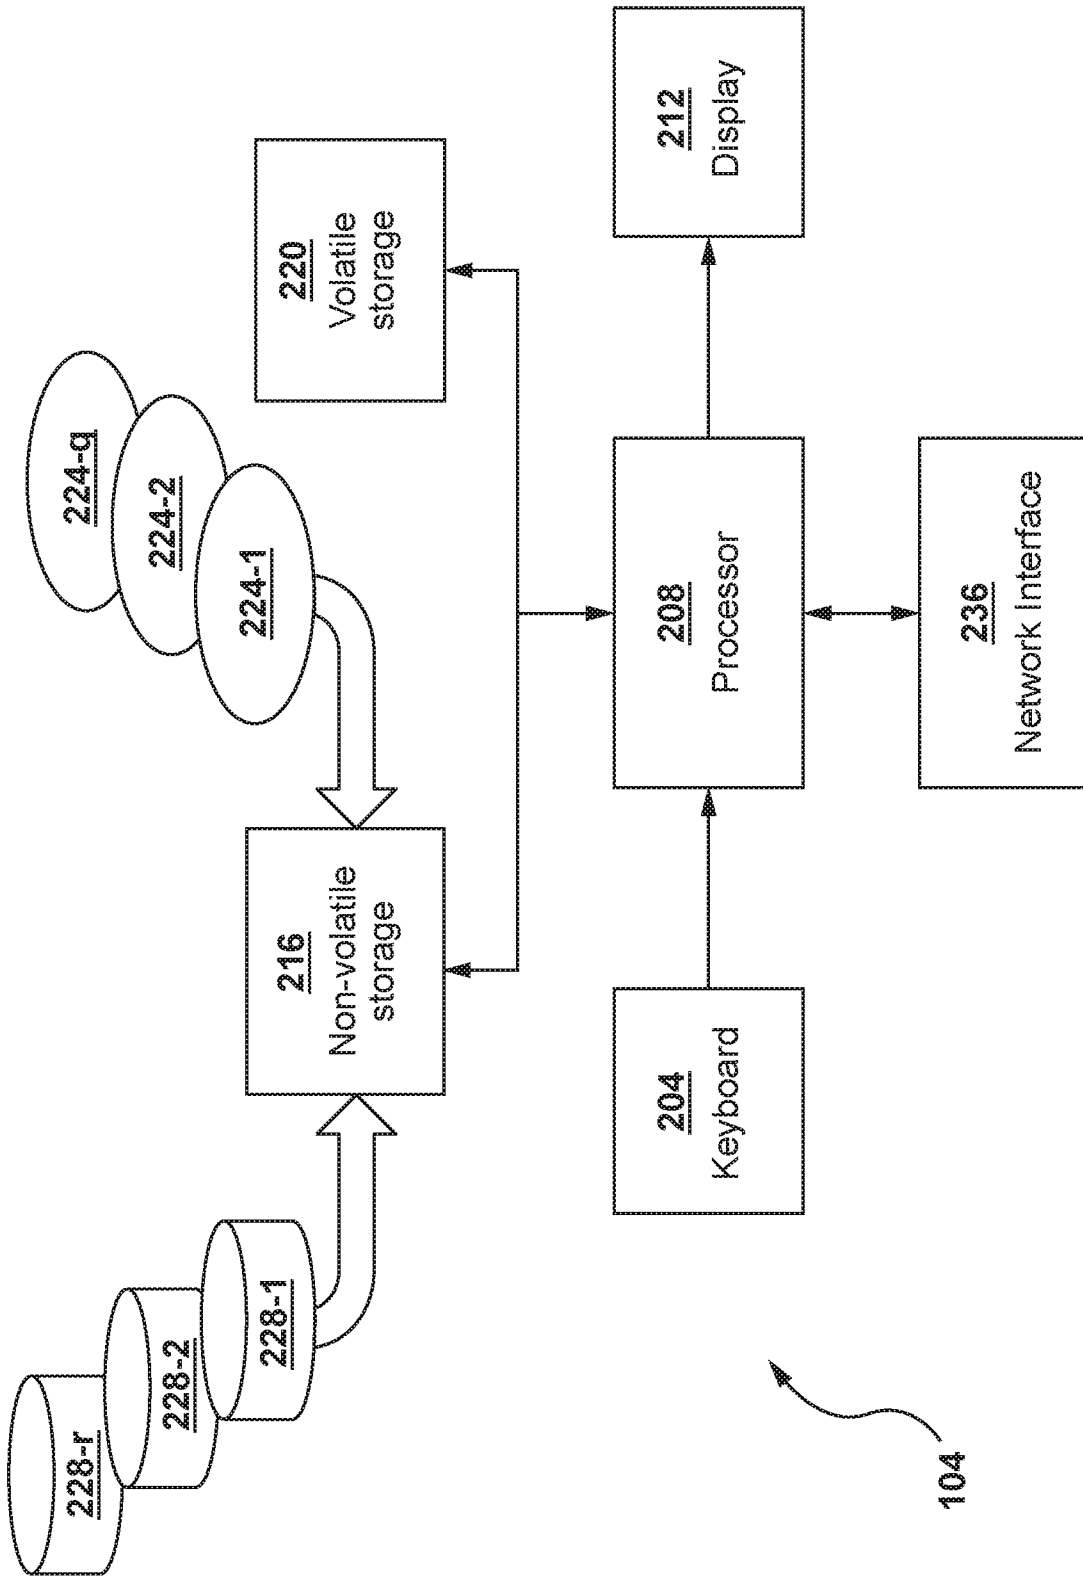 228-r
228-2
228-1
224-q
224-2
224-1
216
Non-volatile
storage
220
Volatile
storage
204
Keyboard
208
Processor
212
Display
236
Network Interface
104